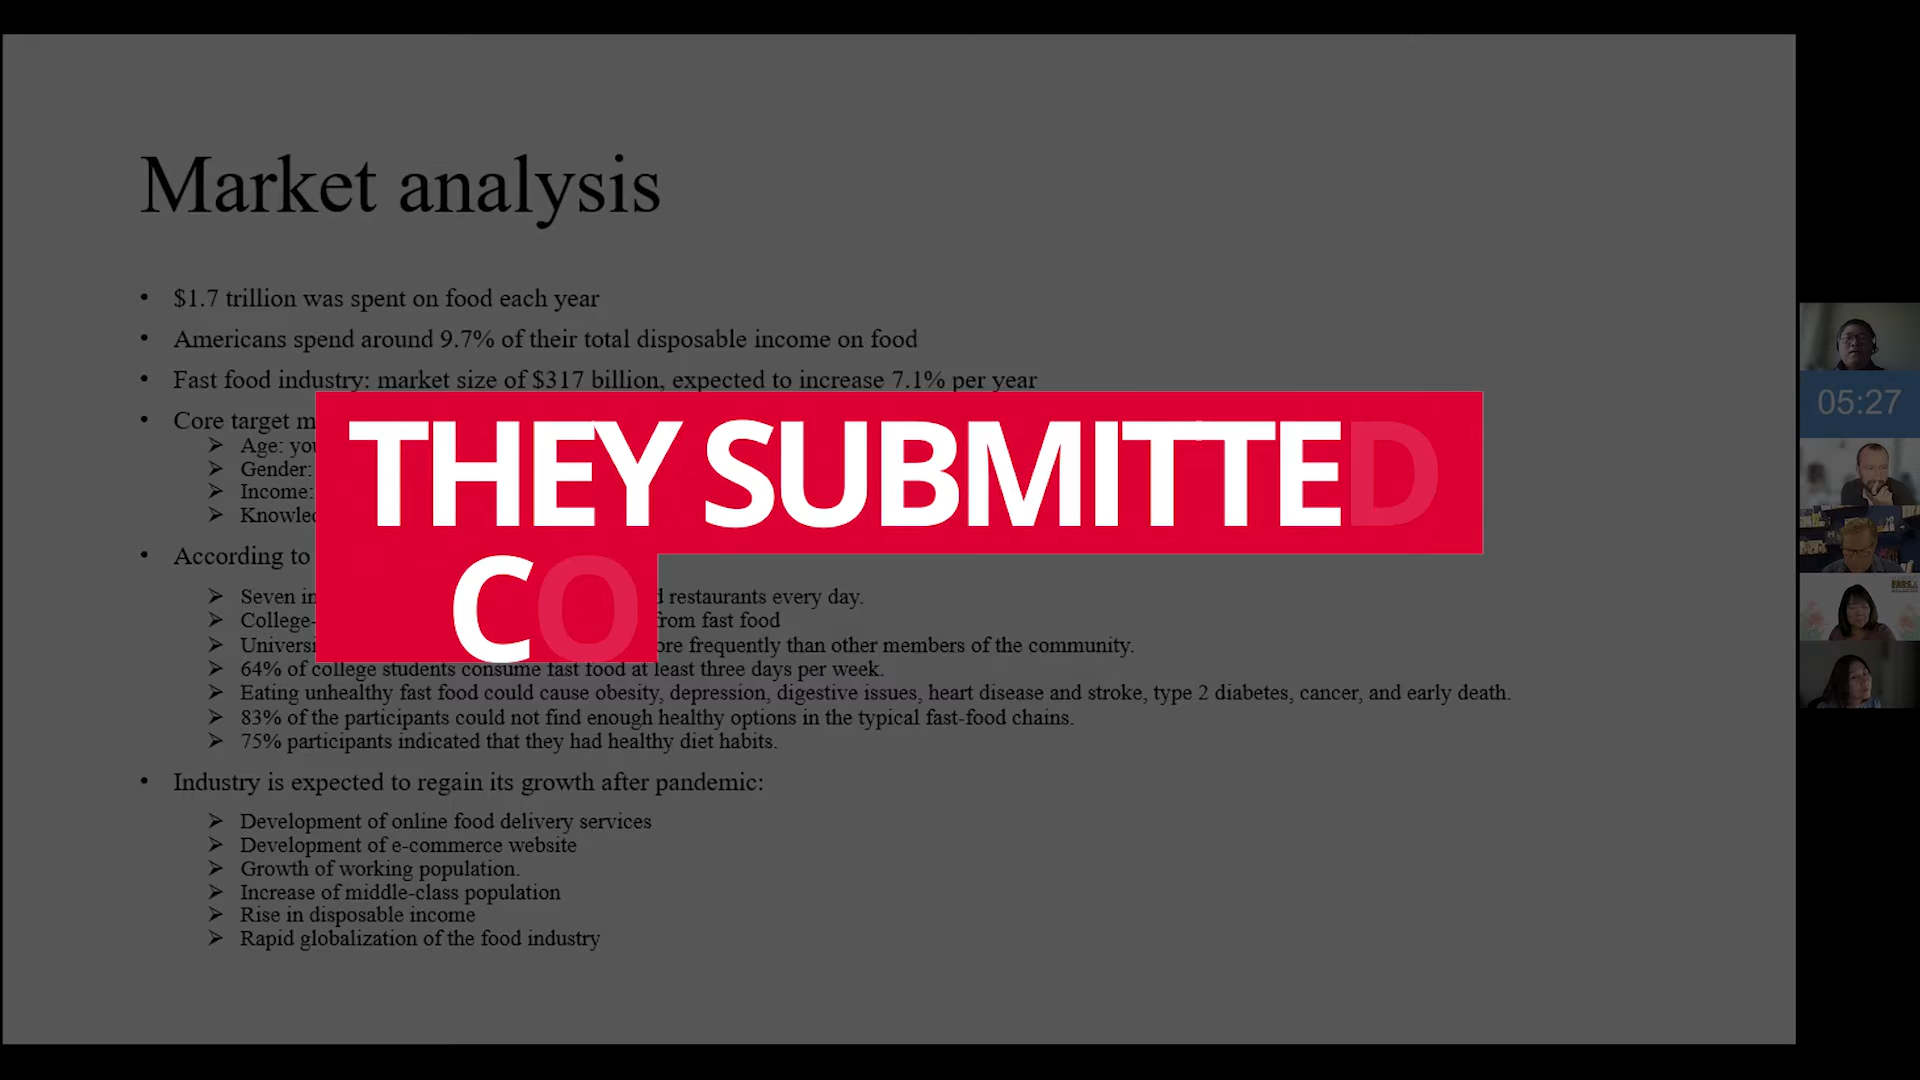 Market analysis
• $1.7 trillion was spent on food each year
• Americans spend around 9.7% of their total disposable income on food
• Fast food industry: market size of $317 billion, expected to increase 7.1% per year
• Core target
➢ Age:
➢ Gender:
➢ Income:
➢
THEY SUBMITTED
CO
• According to
➢ Seven restaurants every day.
➢ College- from fast food
➢ frequently than other members of the community.
➢ 64% of college students consume fast food at least three days per week.
➢ Eating unhealthy fast food could cause obesity, depression, digestive issues, heart disease and stroke, type 2 diabetes, cancer, and early death.
➢ 83% of the participants could not find enough healthy options in the typical fast-food chains.
➢ 75% participants indicated that they had healthy diet habits.
• Industry is expected to regain its growth after pandemic:
➢ Development of online food delivery services
➢ Development of e-commerce website
➢ Growth of working population.
➢ Increase of middle-class population
➢ Rise in disposable income
➢ Rapid globalization of the food industry
05:27